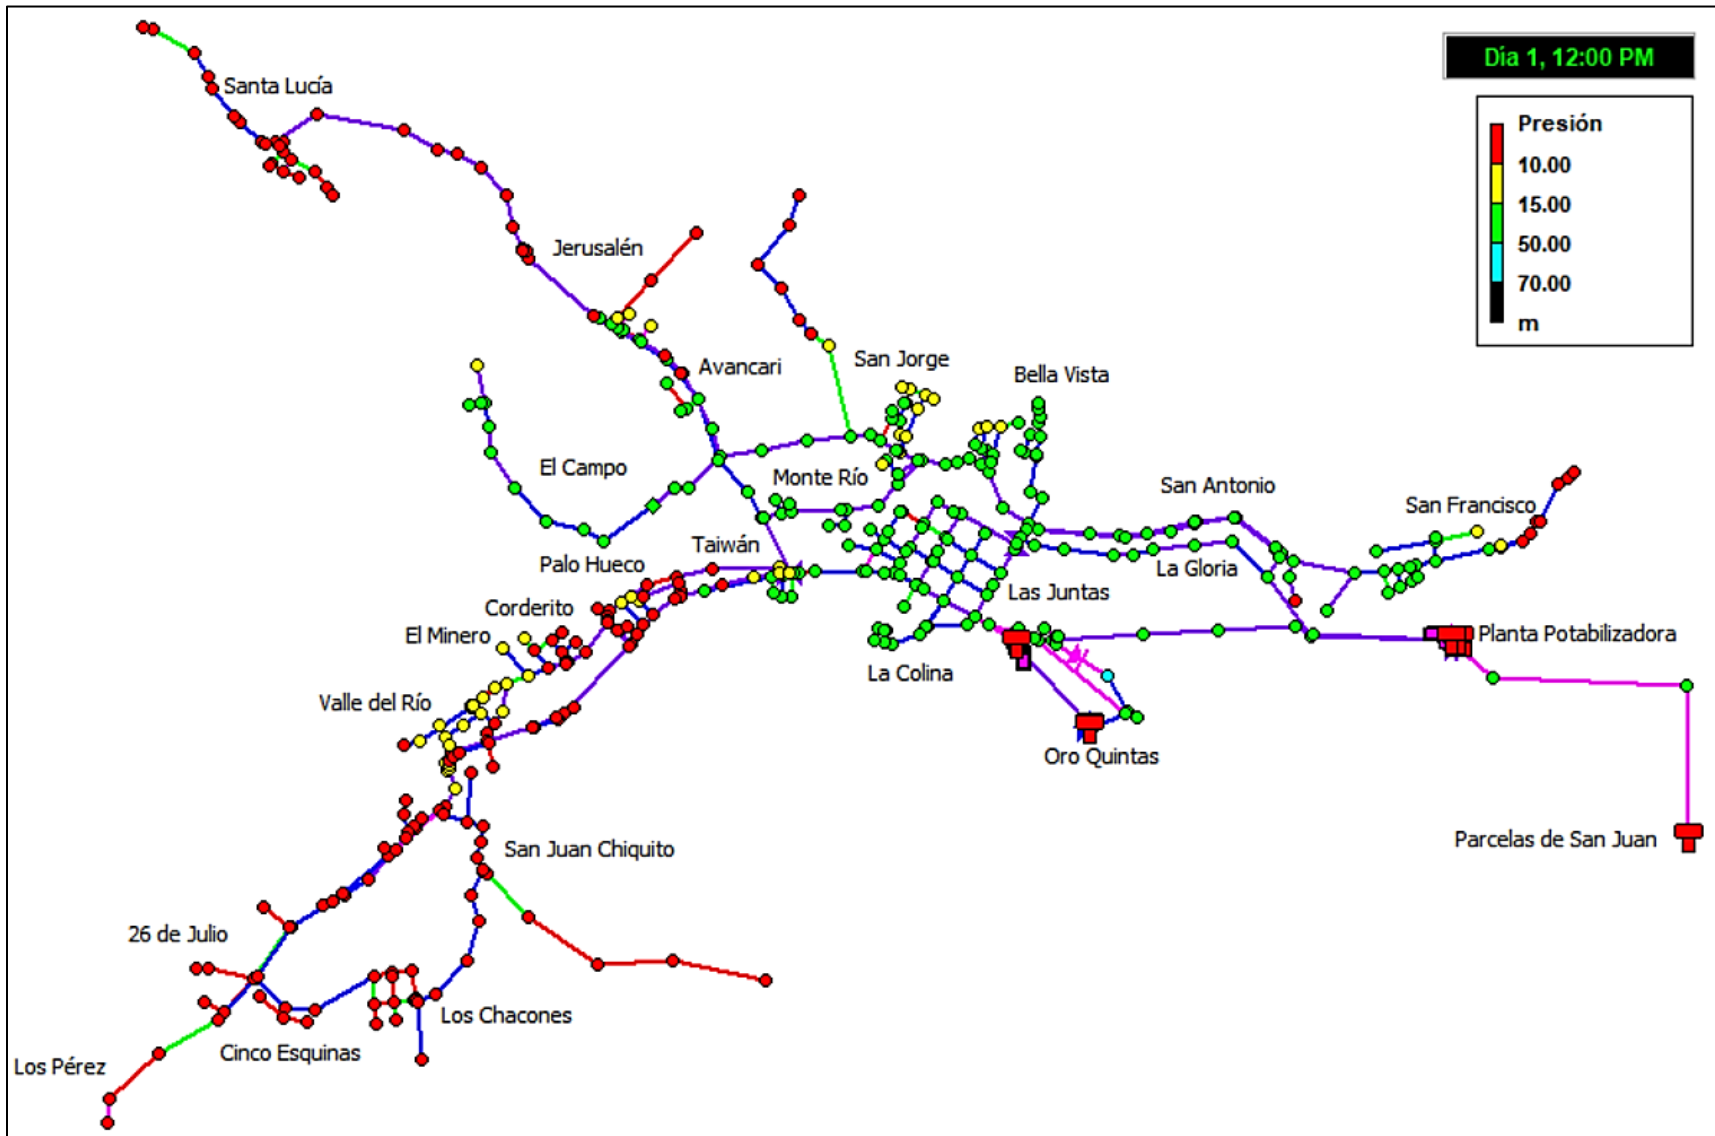 Día 1, 12:00 PM
Presión
10.00
15.00
50.00
70.00
m
Santa Lucía
Jerusalén
Avancari
San Jorge
Bella Vista
El Campo
Monte Río
San Antonio
San Francisco
Taiwán
Palo Hueco
La Gloria
Las Juntas
Corderito
El Minero
Planta Potabilizadora
La Colina
Valle del Río
Oro Quintas
Parcelas de San Juan
San Juan Chiquito
26 de Julio
Los Chacones
Cinco Esquinas
Los Pérez